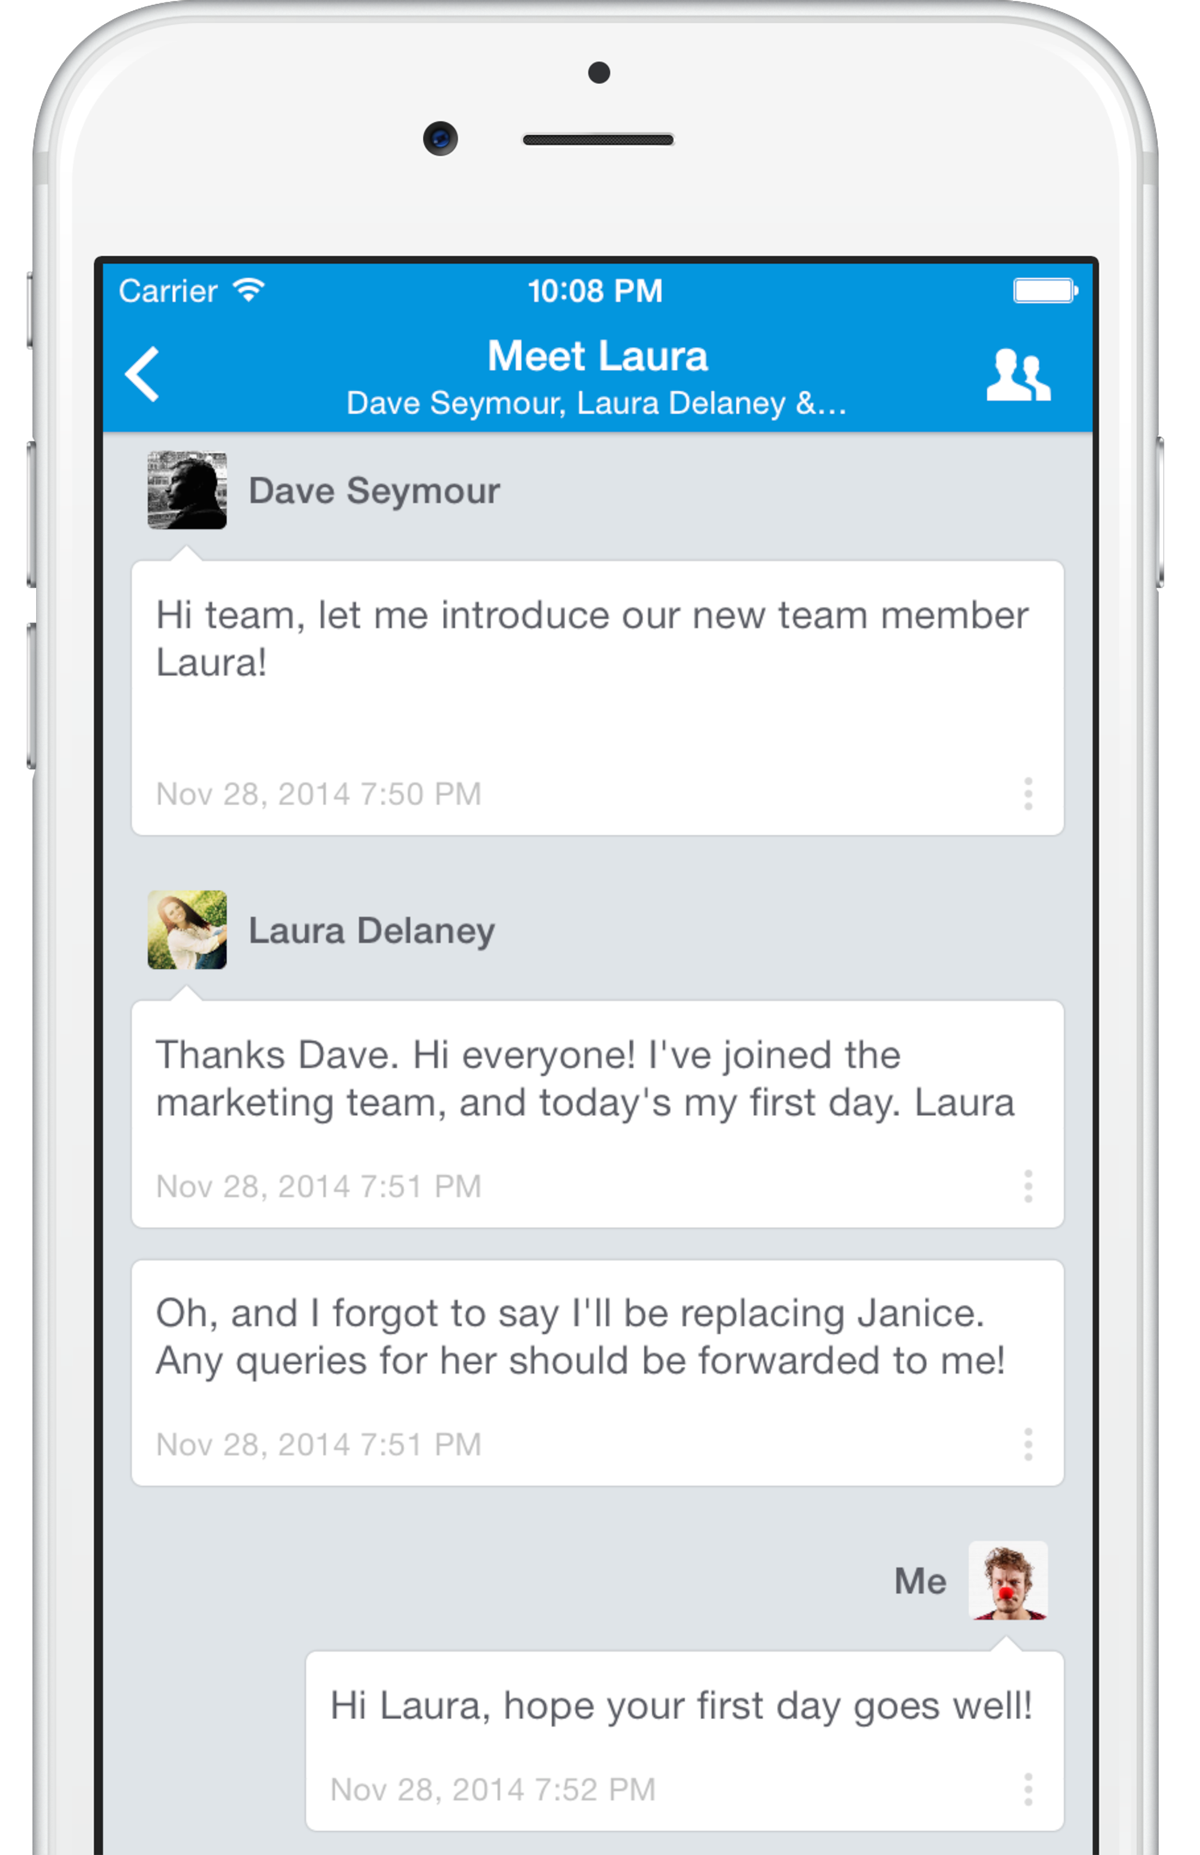 Carrier 10:08 PM
Meet Laura
Dave Seymour, Laura Delaney &...
Dave Seymour
Hi team, let me introduce our new team member
Laura!
Nov 28, 2014 7:50 PM
Laura Delaney
Thanks Dave. Hi everyone! I've joined the
marketing team, and today's my first day. Laura
Nov 28, 2014 7:51 PM
Oh, and I forgot to say I'll be replacing Janice.
Any queries for her should be forwarded to me!
Nov 28, 2014 7:51 PM
Me
Hi Laura, hope your first day goes well!
Nov 28, 2014 7:52 PM